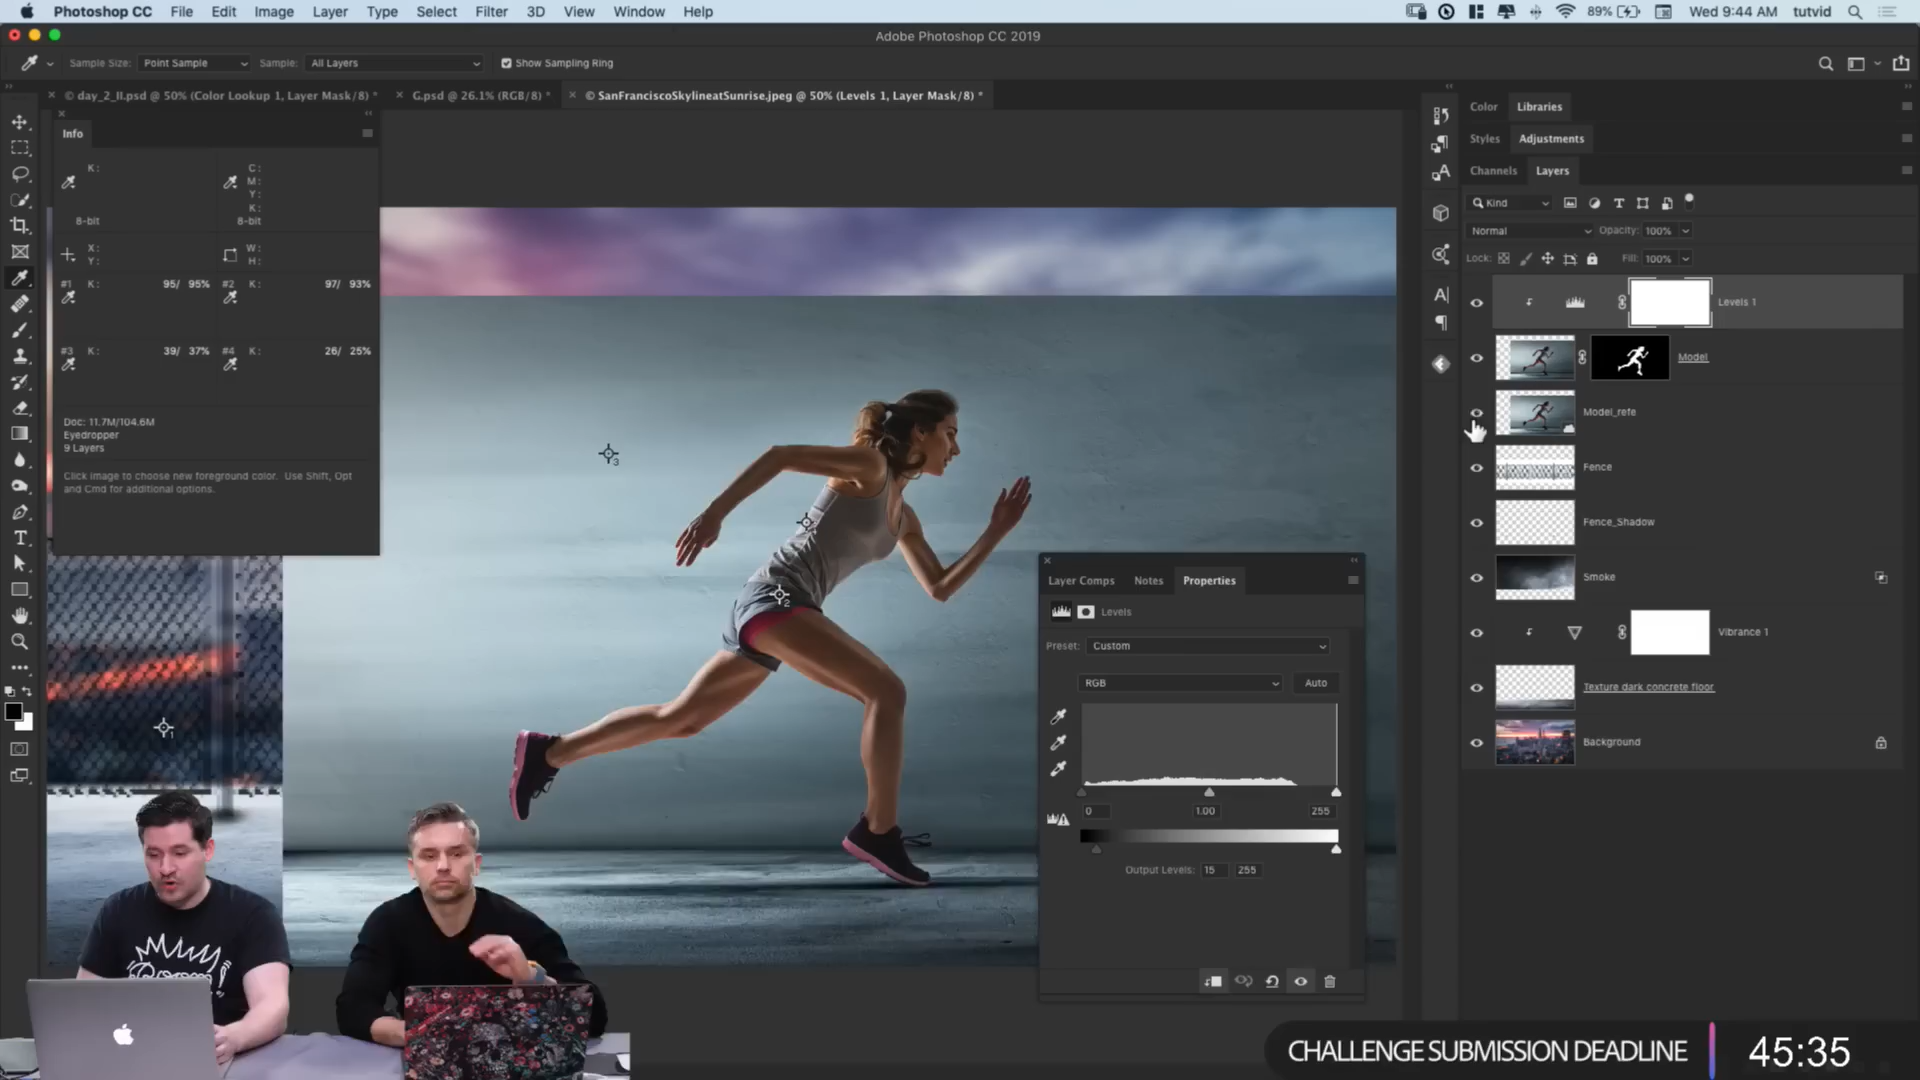 Photoshop CC File Edit Image Layer Type Select Filter 3D View Window Help 89% Wed 9:44 AM tutvid
Adobe Photoshop CC 2019
Sample Size: Point Sample Sample: All Layers Show Sampling Ring
× © day_2_II.psd @ 50% (Color Lookup 1, Layer Mask/8) * × G.psd @ 26.1% (RGB/8) * × © SanFranciscoSkylineatSunrise.jpeg @ 50% (Levels 1, Layer Mask/8) *
Info
K: C:
M:
Y:
K:
8-bit 8-bit
X: W:
Y: H:
#1 K: 95/ 95% #2 K: 97/ 93%
#3 K: 39/ 37% #4 K: 26/ 25%
Doc: 11.7M/104.6M
Eyedropper
9 Layers
Click image to choose new foreground color. Use Shift, Opt
and Cmd for additional options.
3
2
1
Layer Comps Notes Properties
Levels
Preset: Custom
RGB Auto
0 1.00 255
Output Levels: 15 255
Color Libraries
Styles Adjustments
Channels Layers
Kind
Normal Opacity: 100%
Lock: Fill: 100%
Levels 1
Model
Model_refe
Fence
Fence_Shadow
Smoke
Vibrance 1
Texture dark concrete floor
Background
CHALLENGE SUBMISSION DEADLINE 45:35